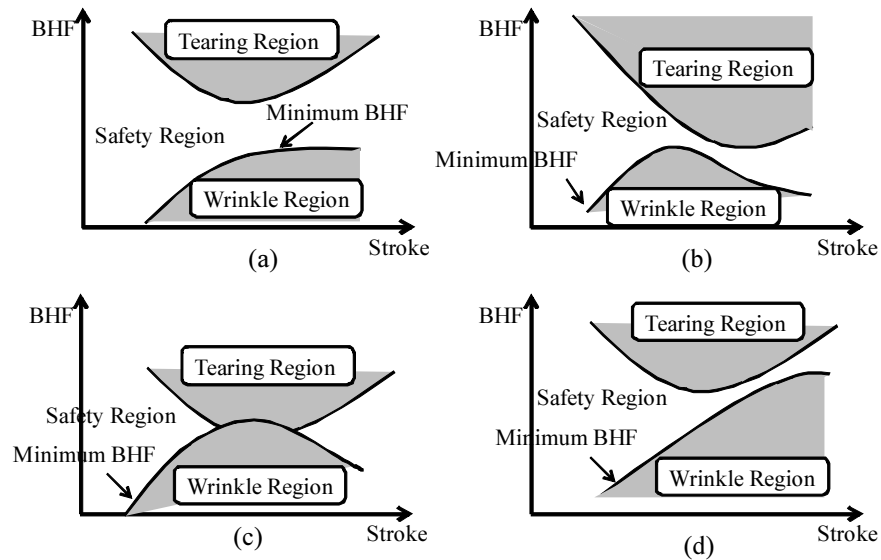 BHF
Tearing Region
Minimum BHF
Safety Region
Wrinkle Region
Stroke
(a)
BHF
Tearing Region
Safety Region
Minimum BHF
Wrinkle Region
Stroke
(b)
BHF
Tearing Region
Safety Region
Minimum BHF
Wrinkle Region
Stroke
(c)
BHF
Tearing Region
Safety Region
Minimum BHF
Wrinkle Region
Stroke
(d)